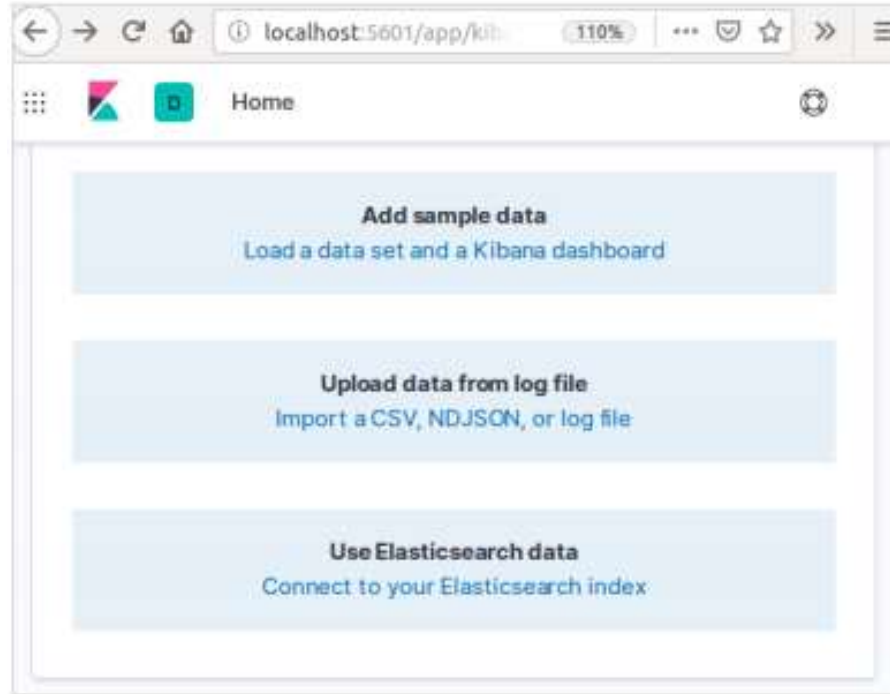 localhost:5601/app/kib
110%
D
Home
Add sample data
Load a data set and a Kibana dashboard
Upload data from log file
Import a CSV, NDJSON, or log file
Use Elasticsearch data
Connect to your Elasticsearch index